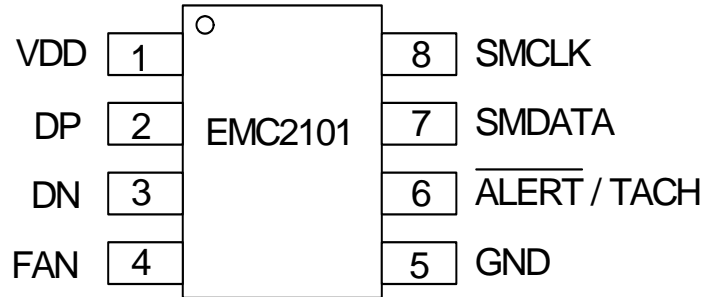 VDD 1 8 SMCLK
DP 2 EMC2101 7 SMDATA
DN 3 6 ALERT / TACH
FAN 4 5 GND